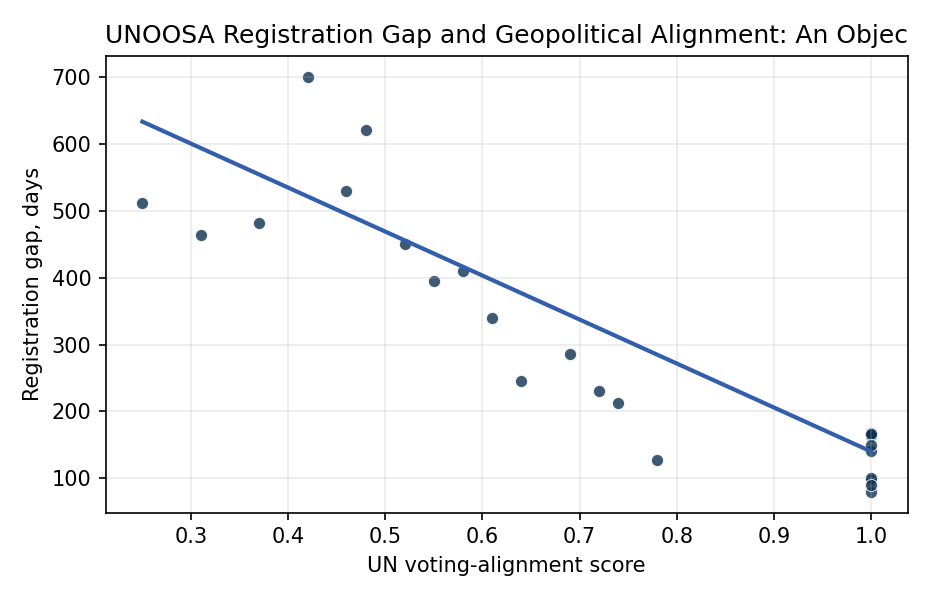 UNOOSA Registration Gap and Geopolitical Alignment: An Objec
700
600
500
400
300
200
100
Registration gap, days
0.3 0.4 0.5 0.6 0.7 0.8 0.9 1.0
UN voting-alignment score